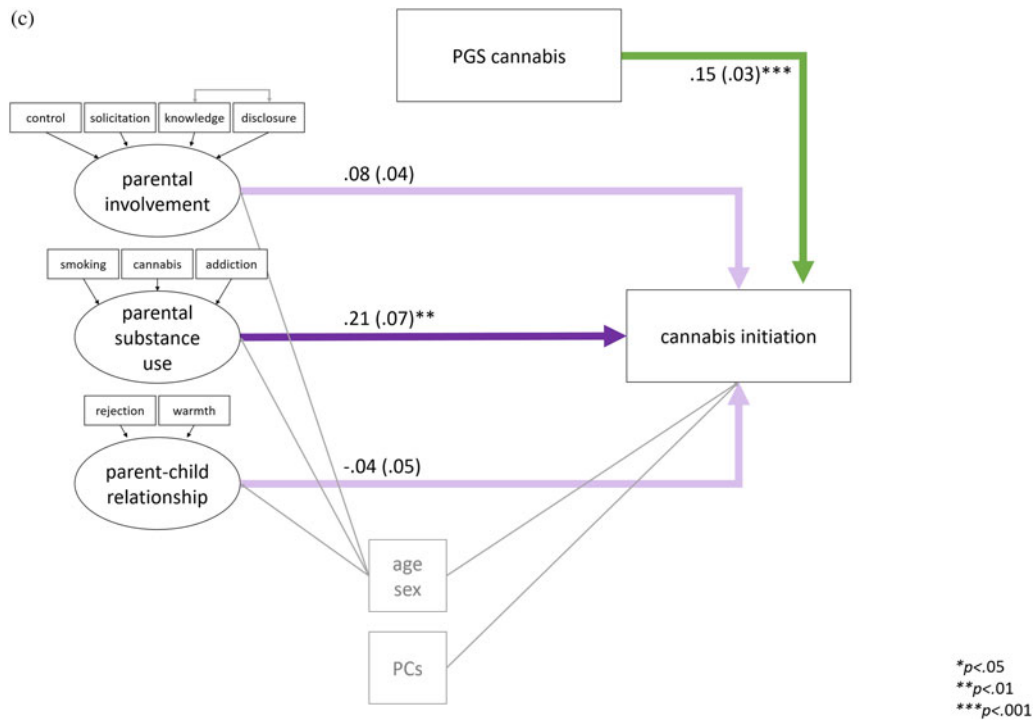 (c)
PGS cannabis
.15 (.03)***
control
solicitation
knowledge
disclosure
parental
involvement
.08 (.04)
smoking
cannabis
addiction
parental
substance
use
.21 (.07)**
cannabis initiation
rejection
warmth
parent-child
relationship
-.04 (.05)
age
sex
PCs
*p<.05
**p<.01
***p<.001